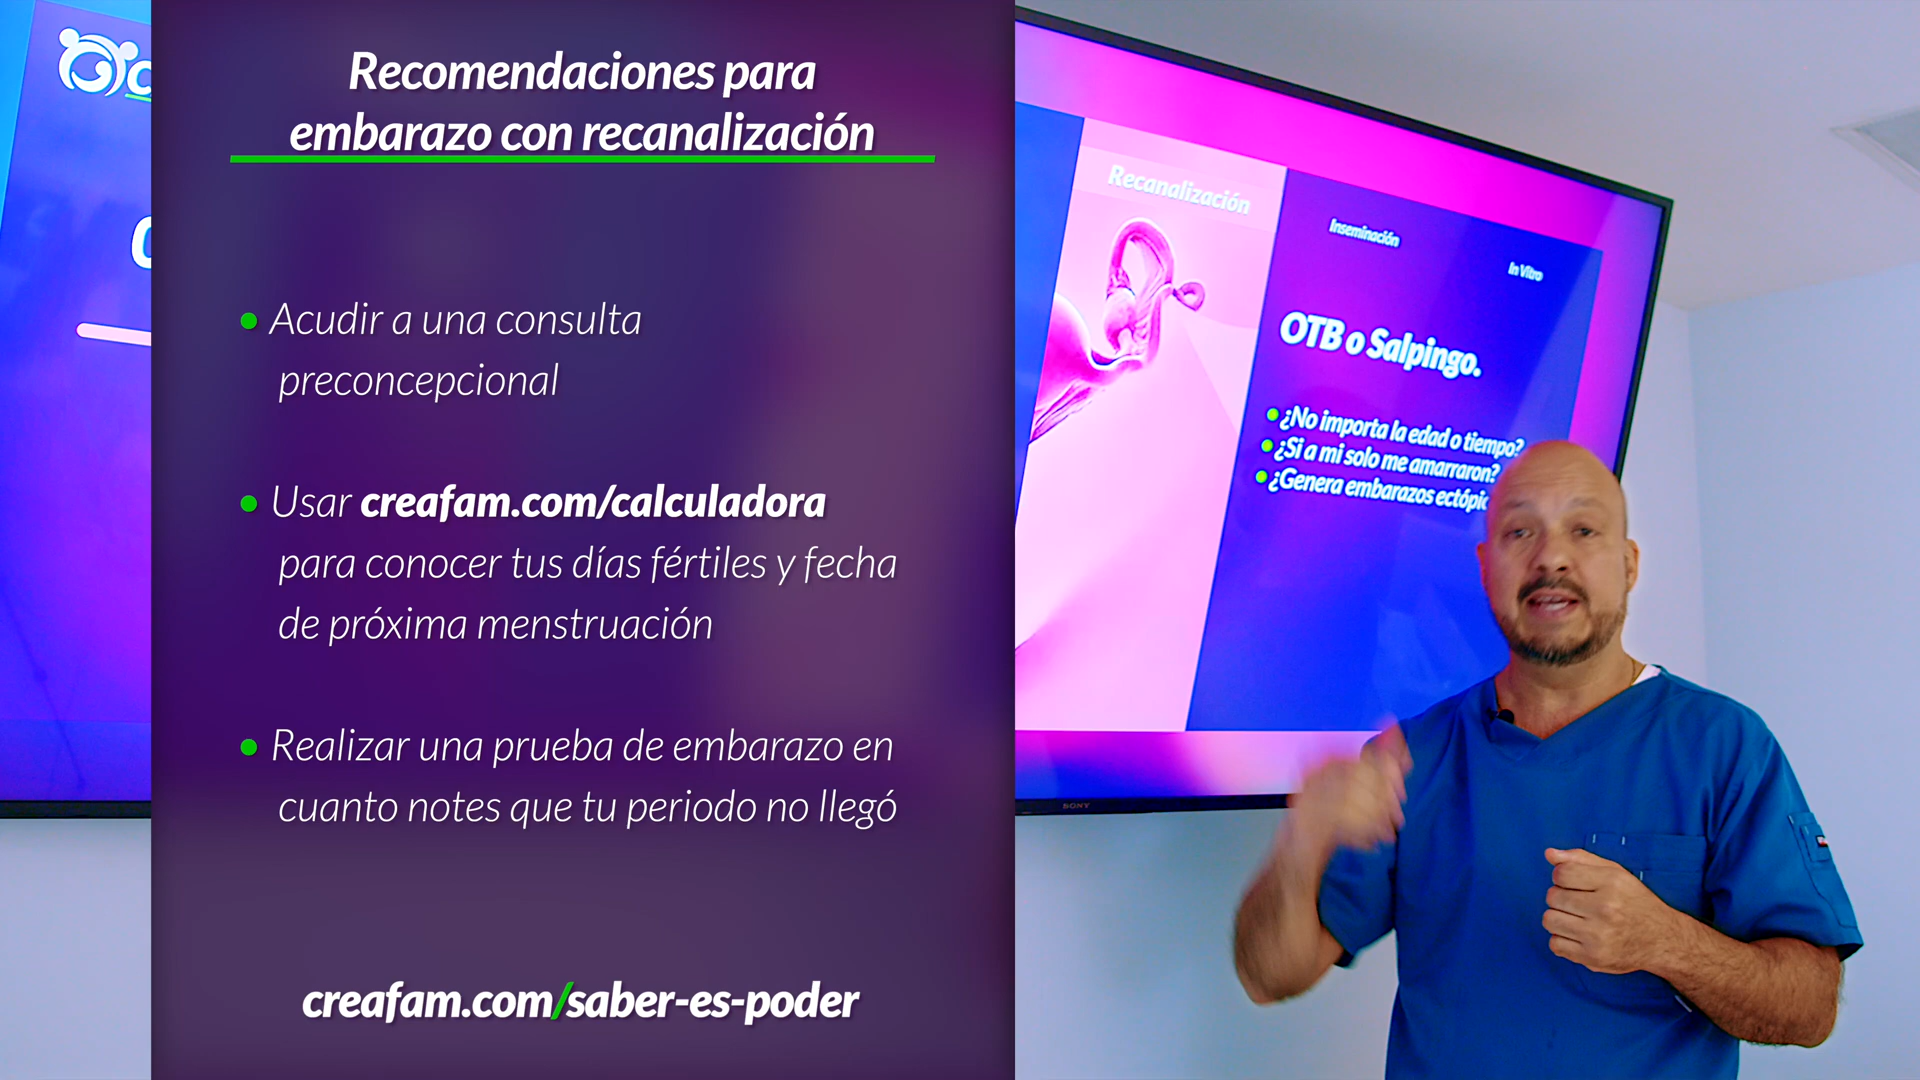 Recomendaciones para
embarazo con recanalización
• Acudir a una consulta
preconcepcional
• Usar creafam.com/calculadora
para conocer tus días fértiles y fecha
de próxima menstruación
• Realizar una prueba de embarazo en
cuanto notes que tu periodo no llegó
creafam.com/saber-es-poder
Recanalización
Inseminación
In Vitro
OTB o Salpingo.
• ¿No importa la edad o tiempo?
• ¿Si a mi solo me amarraron?
• ¿Genera embarazos ectópic
SONY